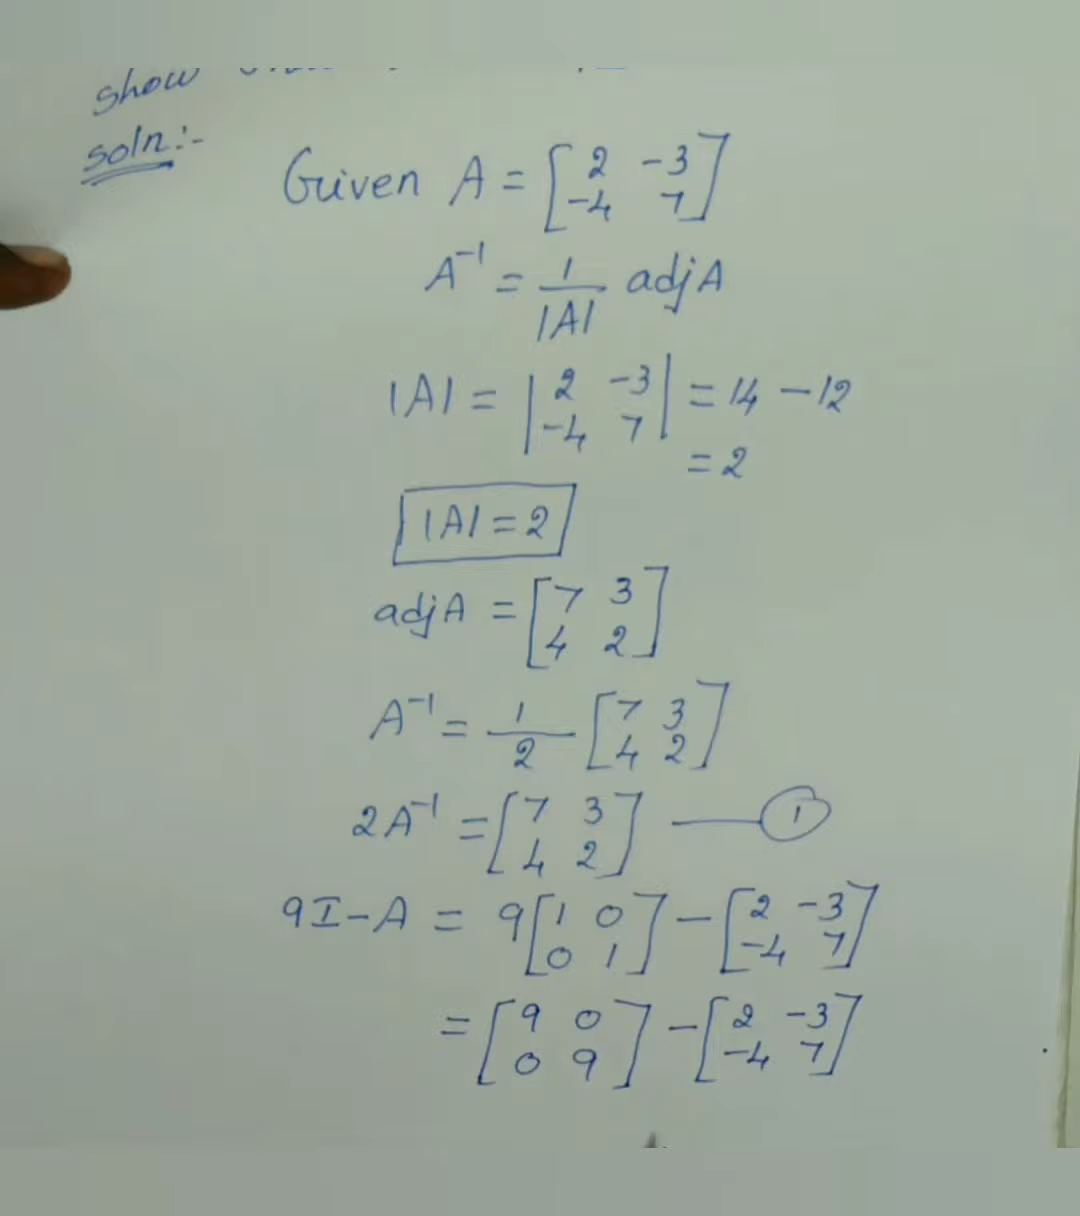 show
soln:-
Given A = [2 -3
-4 7]
A⁻¹ = 1/|A| adjA
|A| = |2 -3
-4 7| = 14 - 12
= 2
|A| = 2
adjA = [7 3
4 2]
A⁻¹ = 1/2 [7 3
4 2]
2A⁻¹ = [7 3
4 2] — 1
9I-A = 9[1 0
0 1] - [2 -3
-4 7]
= [9 0
0 9] - [2 -3
-4 7]